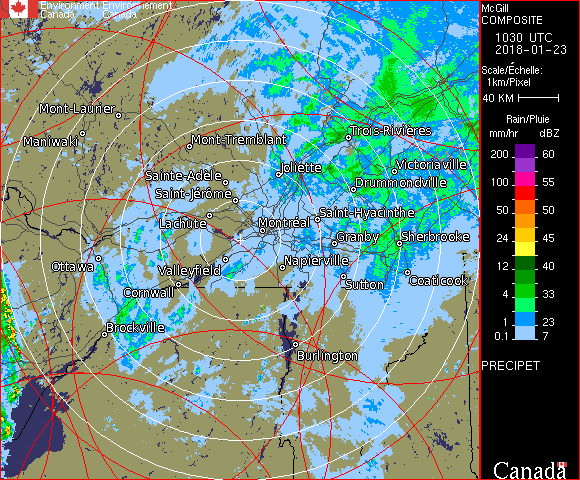 Environment Environnement
Canada Canada
Mont-Laurier
Maniwaki
Mont-Tremblant
Trois-Rivières
Sainte-Adèle
Joliette
Victoriaville
Saint-Jérôme
Drummondville
Lachute
Montréal
Saint-Hyacinthe
Granby
Sherbrooke
Ottawa
Valleyfield
Napierville
Cornwall
Sutton
Coaticook
Brockville
Burlington
McGill
COMPOSITE
1030 UTC
2018-01-23
Scale/Échelle:
1km/Pixel
40 KM
Rain/Pluie
mm/hr dBZ
200 60
100 55
50 50
24 45
12 40
4 33
1 23
0.1 7
PRECIPET
Canada